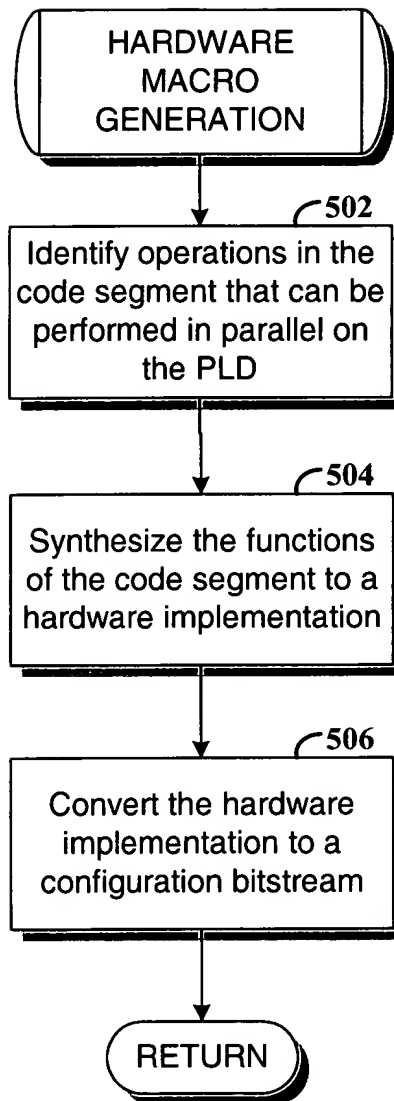 HARDWARE
MACRO
GENERATION
502
Identify operations in the
code segment that can be
performed in parallel on
the PLD
504
Synthesize the functions
of the code segment to a
hardware implementation
506
Convert the hardware
implementation to a
configuration bitstream
RETURN